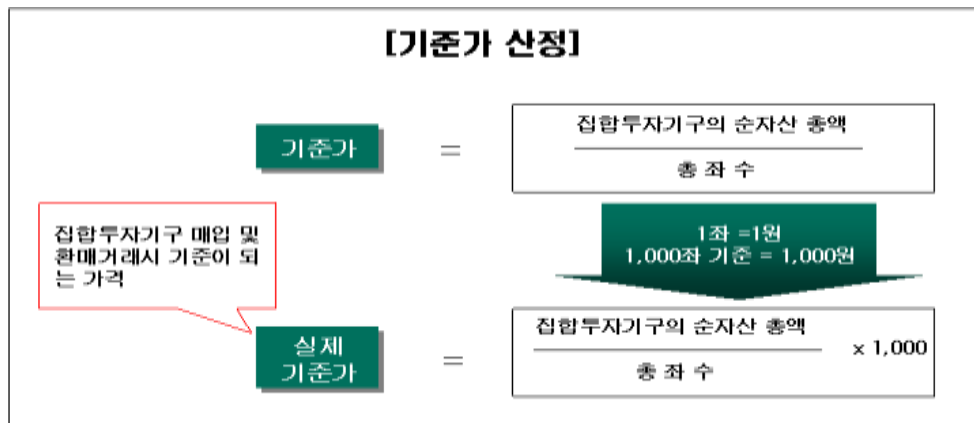 [기준가 산정]
기준가
=
집합투자기구의 순자산 총액
총 좌 수
집합투자기구 매입 및
환매거래시 기준이 되
는 가격
1좌 =1원
1,000좌 기준 = 1,000원
실제
기준가
=
집합투자기구의 순자산 총액
총 좌 수
x 1,000